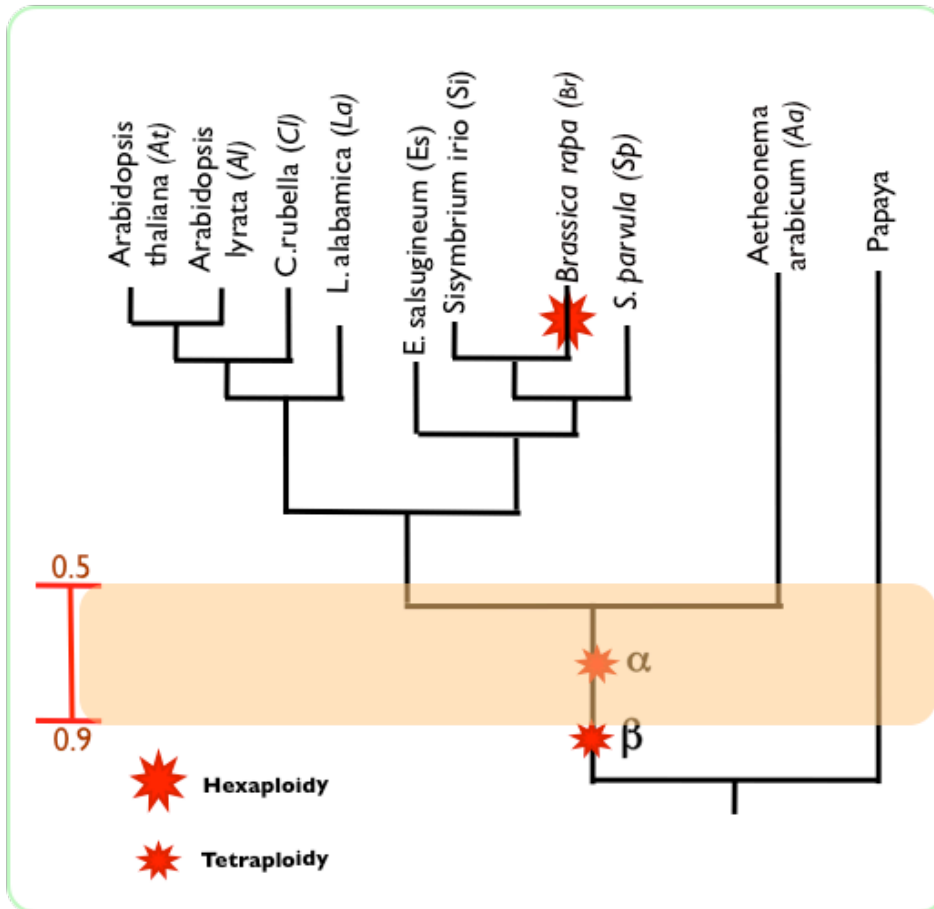 Arabidopsis
thaliana (At)
Arabidopsis
lyrata (Al)
C.rubella (Cl)
L. alabamica (La)
E. salsugineum (Es)
Sisymbrium irio (Si)
Brassica rapa (Br)
S. parvula (Sp)
Aetheonema
arabicum (Aa)
Papaya
0.5
α
0.9
β
Hexaploidy
Tetraploidy